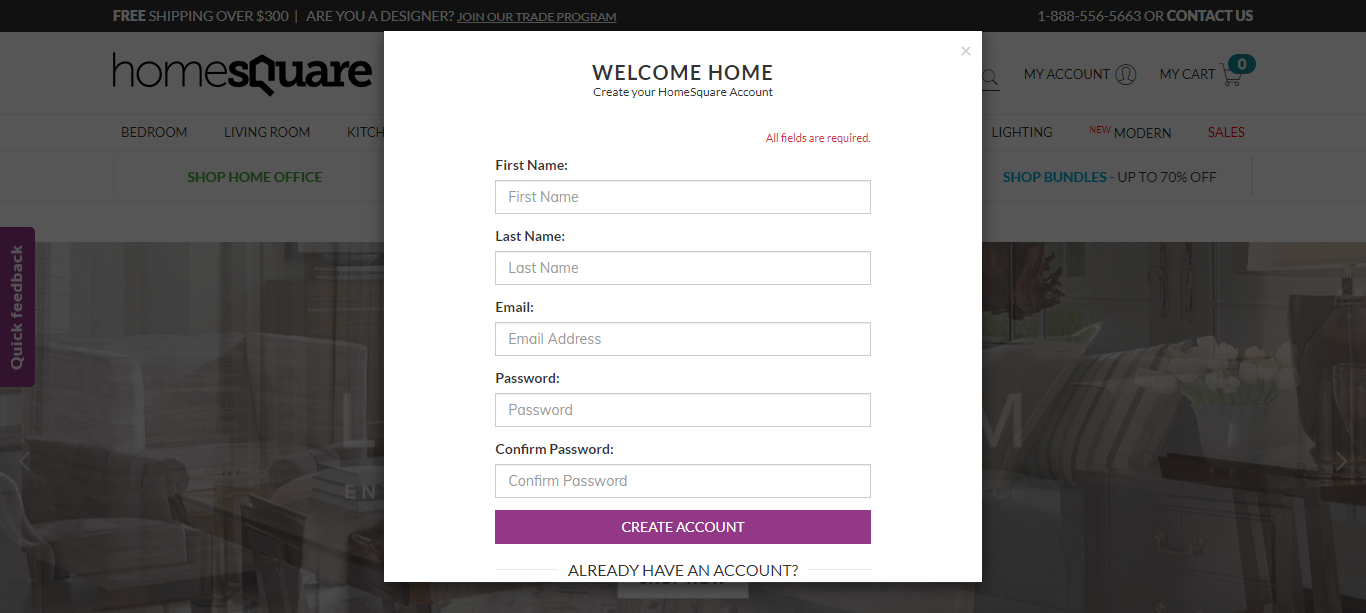 FREE SHIPPING OVER $300 | ARE YOU A DESIGNER? JOIN OUR TRADE PROGRAM
1-888-556-5663 OR CONTACT US
homesquare
MY ACCOUNT
MY CART
0
BEDROOM
LIVING ROOM
LIGHTING
NEW MODERN
SALES
SHOP HOME OFFICE
SHOP BUNDLES - UP TO 70% OFF
Quick feedback
×
WELCOME HOME
Create your HomeSquare Account
All fields are required.
First Name:
First Name
Last Name:
Last Name
Email:
Email Address
Password:
Password
Confirm Password:
Confirm Password
CREATE ACCOUNT
ALREADY HAVE AN ACCOUNT?